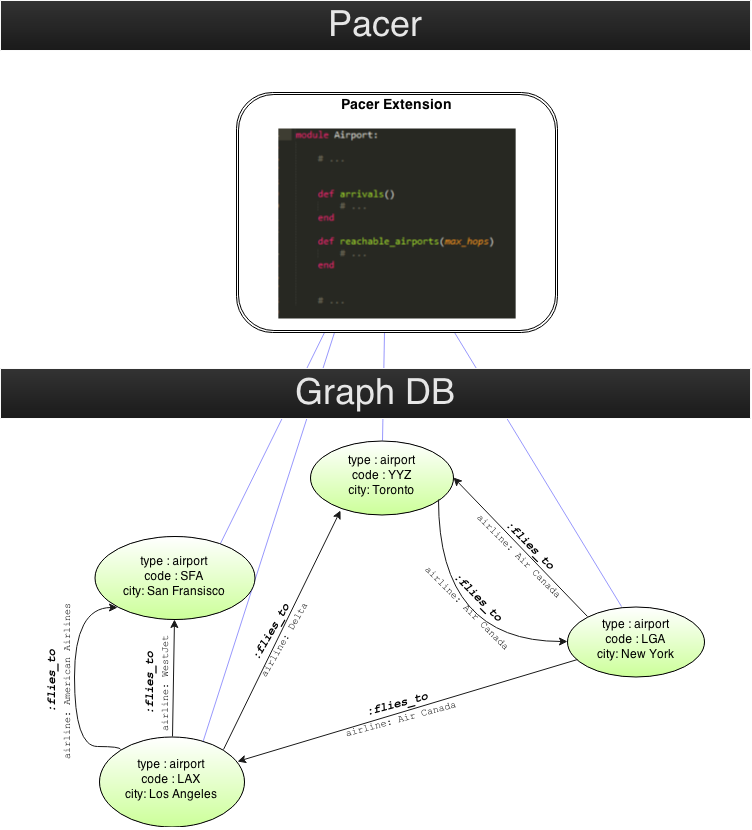 Pacer
Pacer Extension
module Airport:
# ...
def arrivals()
# ...
end
def reachable_airports(max_hops)
# ...
end
# ...
Graph DB
type : airport
code : YYZ
city: Toronto
type : airport
code : SFA
city: San Fransisco
type : airport
code : LGA
city: New York
type : airport
code : LAX
city: Los Angeles
:flies_to
airline: American Airlines
:flies_to
airline: WestJet
:flies_to
airline: Delta
:flies_to
airline: Air Canada
:flies_to
airline: Air Canada
:flies_to
airline: Air Canada